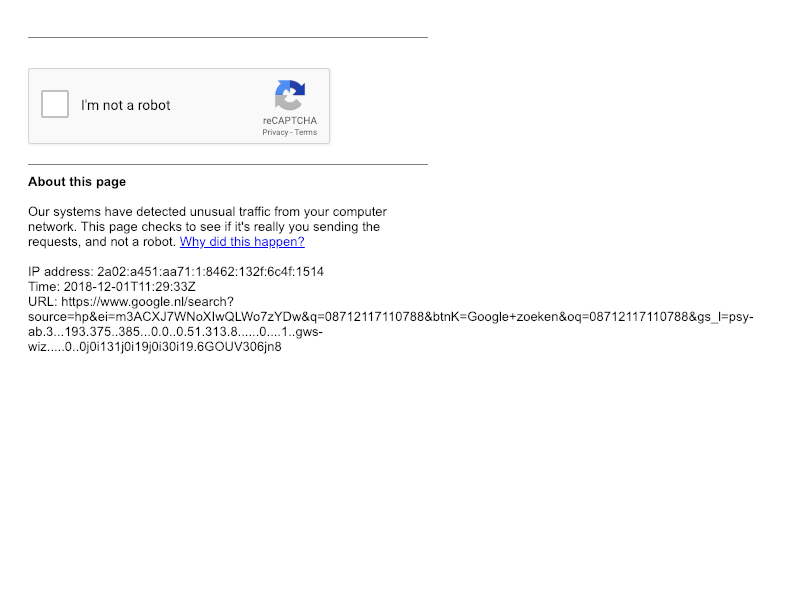 I'm not a robot
reCAPTCHA
Privacy - Terms
About this page
Our systems have detected unusual traffic from your computer
network. This page checks to see if it's really you sending the
requests, and not a robot. Why did this happen?
IP address: 2a02:a451:aa71:1:8462:132f:6c4f:1514
Time: 2018-12-01T11:29:33Z
URL: https://www.google.nl/search?
source=hp&ei=m3ACXJ7WNoXIwQLWo7zYDw&q=08712117110788&btnK=Google+zoeken&oq=08712117110788&gs_l=psy-
ab.3...193.375..385...0.0..0.51.313.8......0....1..gws-
wiz.....0..0j0i131j0i19j0i30i19.6GOUV306jn8